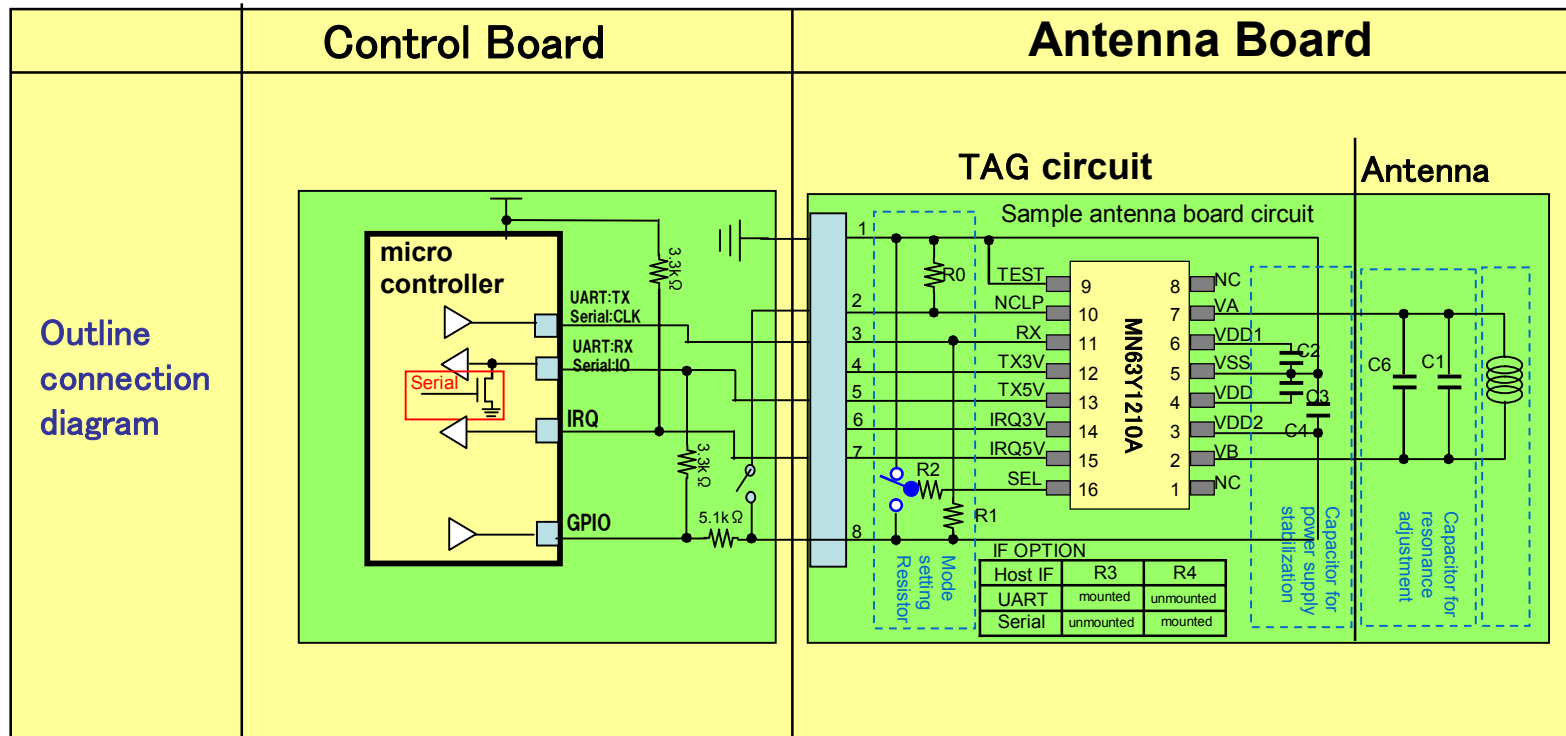 Control Board
Antenna Board
Outline
connection
diagram
TAG circuit
Antenna
Sample antenna board circuit
micro
controller
UART:TX
Serial:CLK
UART:RX
Serial:IO
Serial
IRQ
GPIO
3.3kΩ
3.3kΩ
5.1kΩ
1
2
3
4
5
6
7
8
R0
R2
R1
Mode
setting
Resistor
TEST
NCLP
RX
TX3V
TX5V
IRQ3V
IRQ5V
SEL
9
10
11
12
13
14
15
16
MN63Y1210A
8
7
6
5
4
3
2
1
NC
VA
VDD1
VSS
VDD
VDD2
VB
NC
C2
C3
C4
Capacitor for
power supply
stabilization
C6
C1
Capacitor for
resonance
adjustment
IF OPTION
Host IF R3 R4
UART mounted unmounted
Serial unmounted mounted